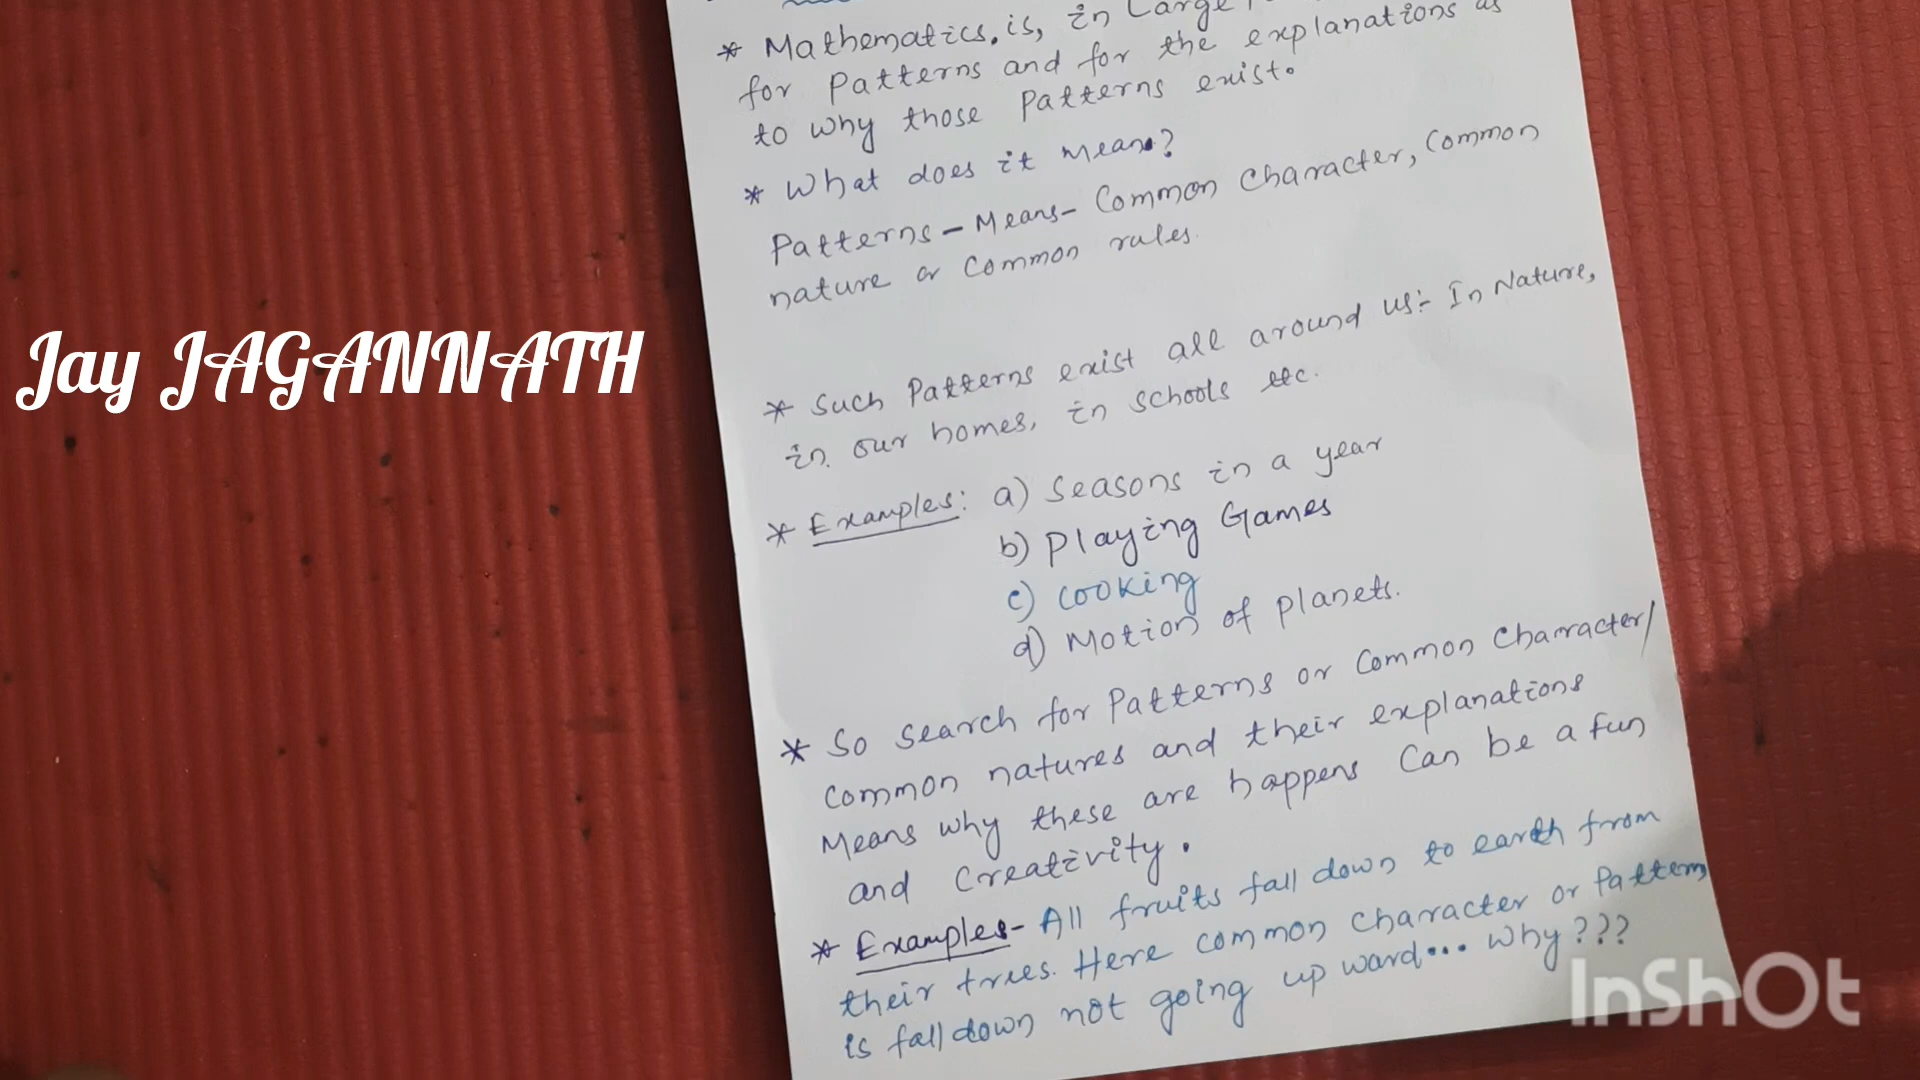 * Mathematics, is, in Large
for Patterns and for the explanations as
to why those Patterns exist.
* What does it mean?
Patterns - Means - Common Character, Common
nature or Common rules.
* Such Patterns exist all around us:- In Nature,
in our homes, in schools etc.
* Examples: a) Seasons in a year
b) Playing Games
c) Cooking
d) Motion of planets.
* So search for Patterns or Common Character/
Common natures and their explanations
Means why these are happens Can be a fun
and Creativity.
* Examples - All fruits fall down to earth from
their trees. Here common character or Pattern
is fall down not going up ward... Why???
Jay JAGANNATH
InShOt